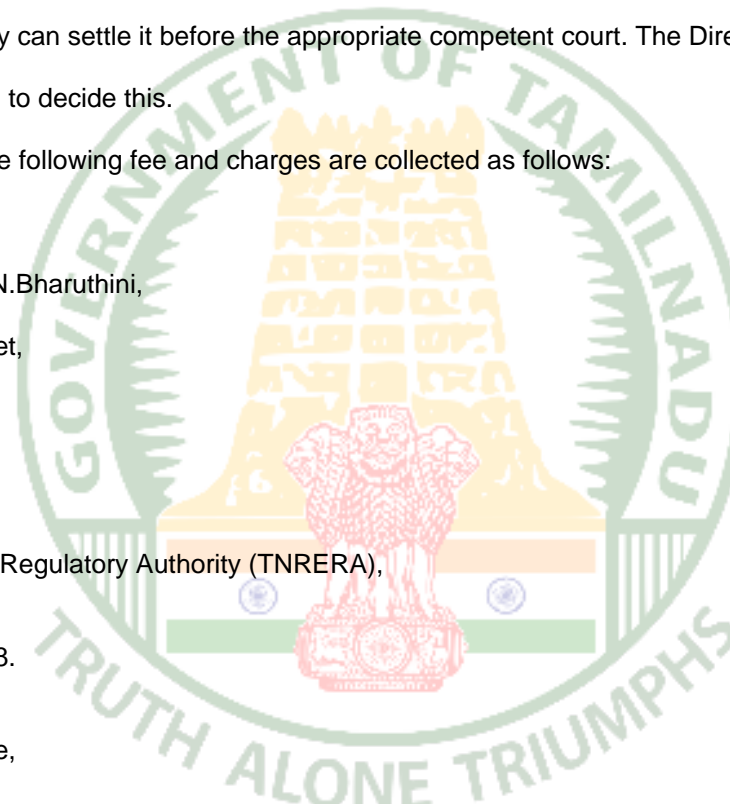 y can settle it before the appropriate competent court. The Dire
to decide this.
e following fee and charges are collected as follows:
N.Bharuthini,
et,
Regulatory Authority (TNRERA),
3.
e,
GOVERNMENT OF TAMILNADU
TRUTH ALONE TRIUMPHS